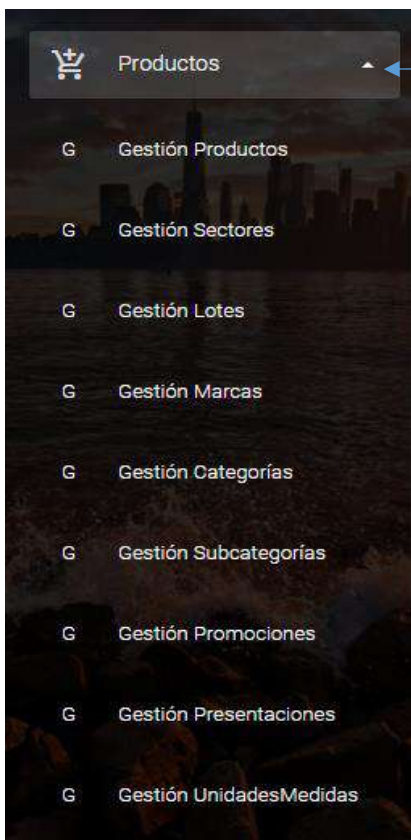 Productos
G Gestión Productos
G Gestión Sectores
G Gestión Lotes
G Gestión Marcas
G Gestión Categorías
G Gestión Subcategorías
G Gestión Promociones
G Gestión Presentaciones
G Gestión UnidadesMedidas